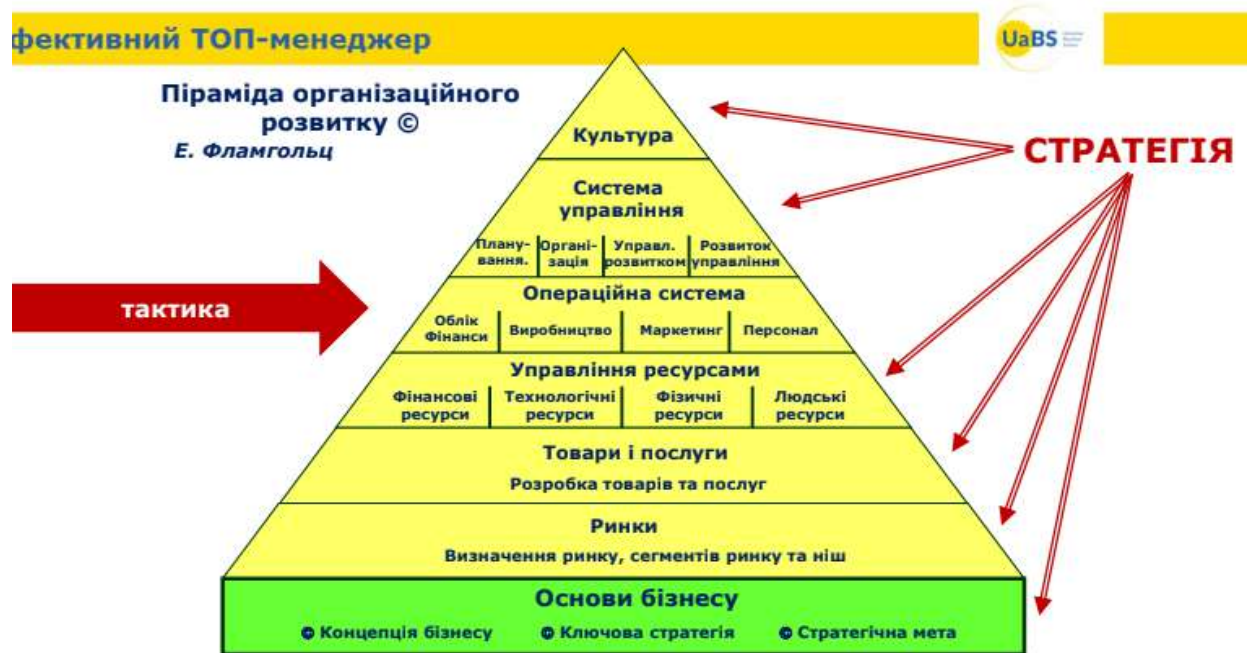 фективний ТОП-менеджер
UaBS
Піраміда організаційного
розвитку ©
Е. Фламгольц
СТРАТЕГІЯ
тактика
Культура
Система
управління
Плану-
вання.
Органі-
зація
Управл.
розвитком
Розвиток
управління
Операційна система
Облік
Фінанси
Виробництво
Маркетинг
Персонал
Управління ресурсами
Фінансові
ресурси
Технологічні
ресурси
Фізичні
ресурси
Людські
ресурси
Товари і послуги
Розробка товарів та послуг
Ринки
Визначення ринку, сегментів ринку та ніш
Основи бізнесу
Концепція бізнесу
Ключова стратегія
Стратегічна мета